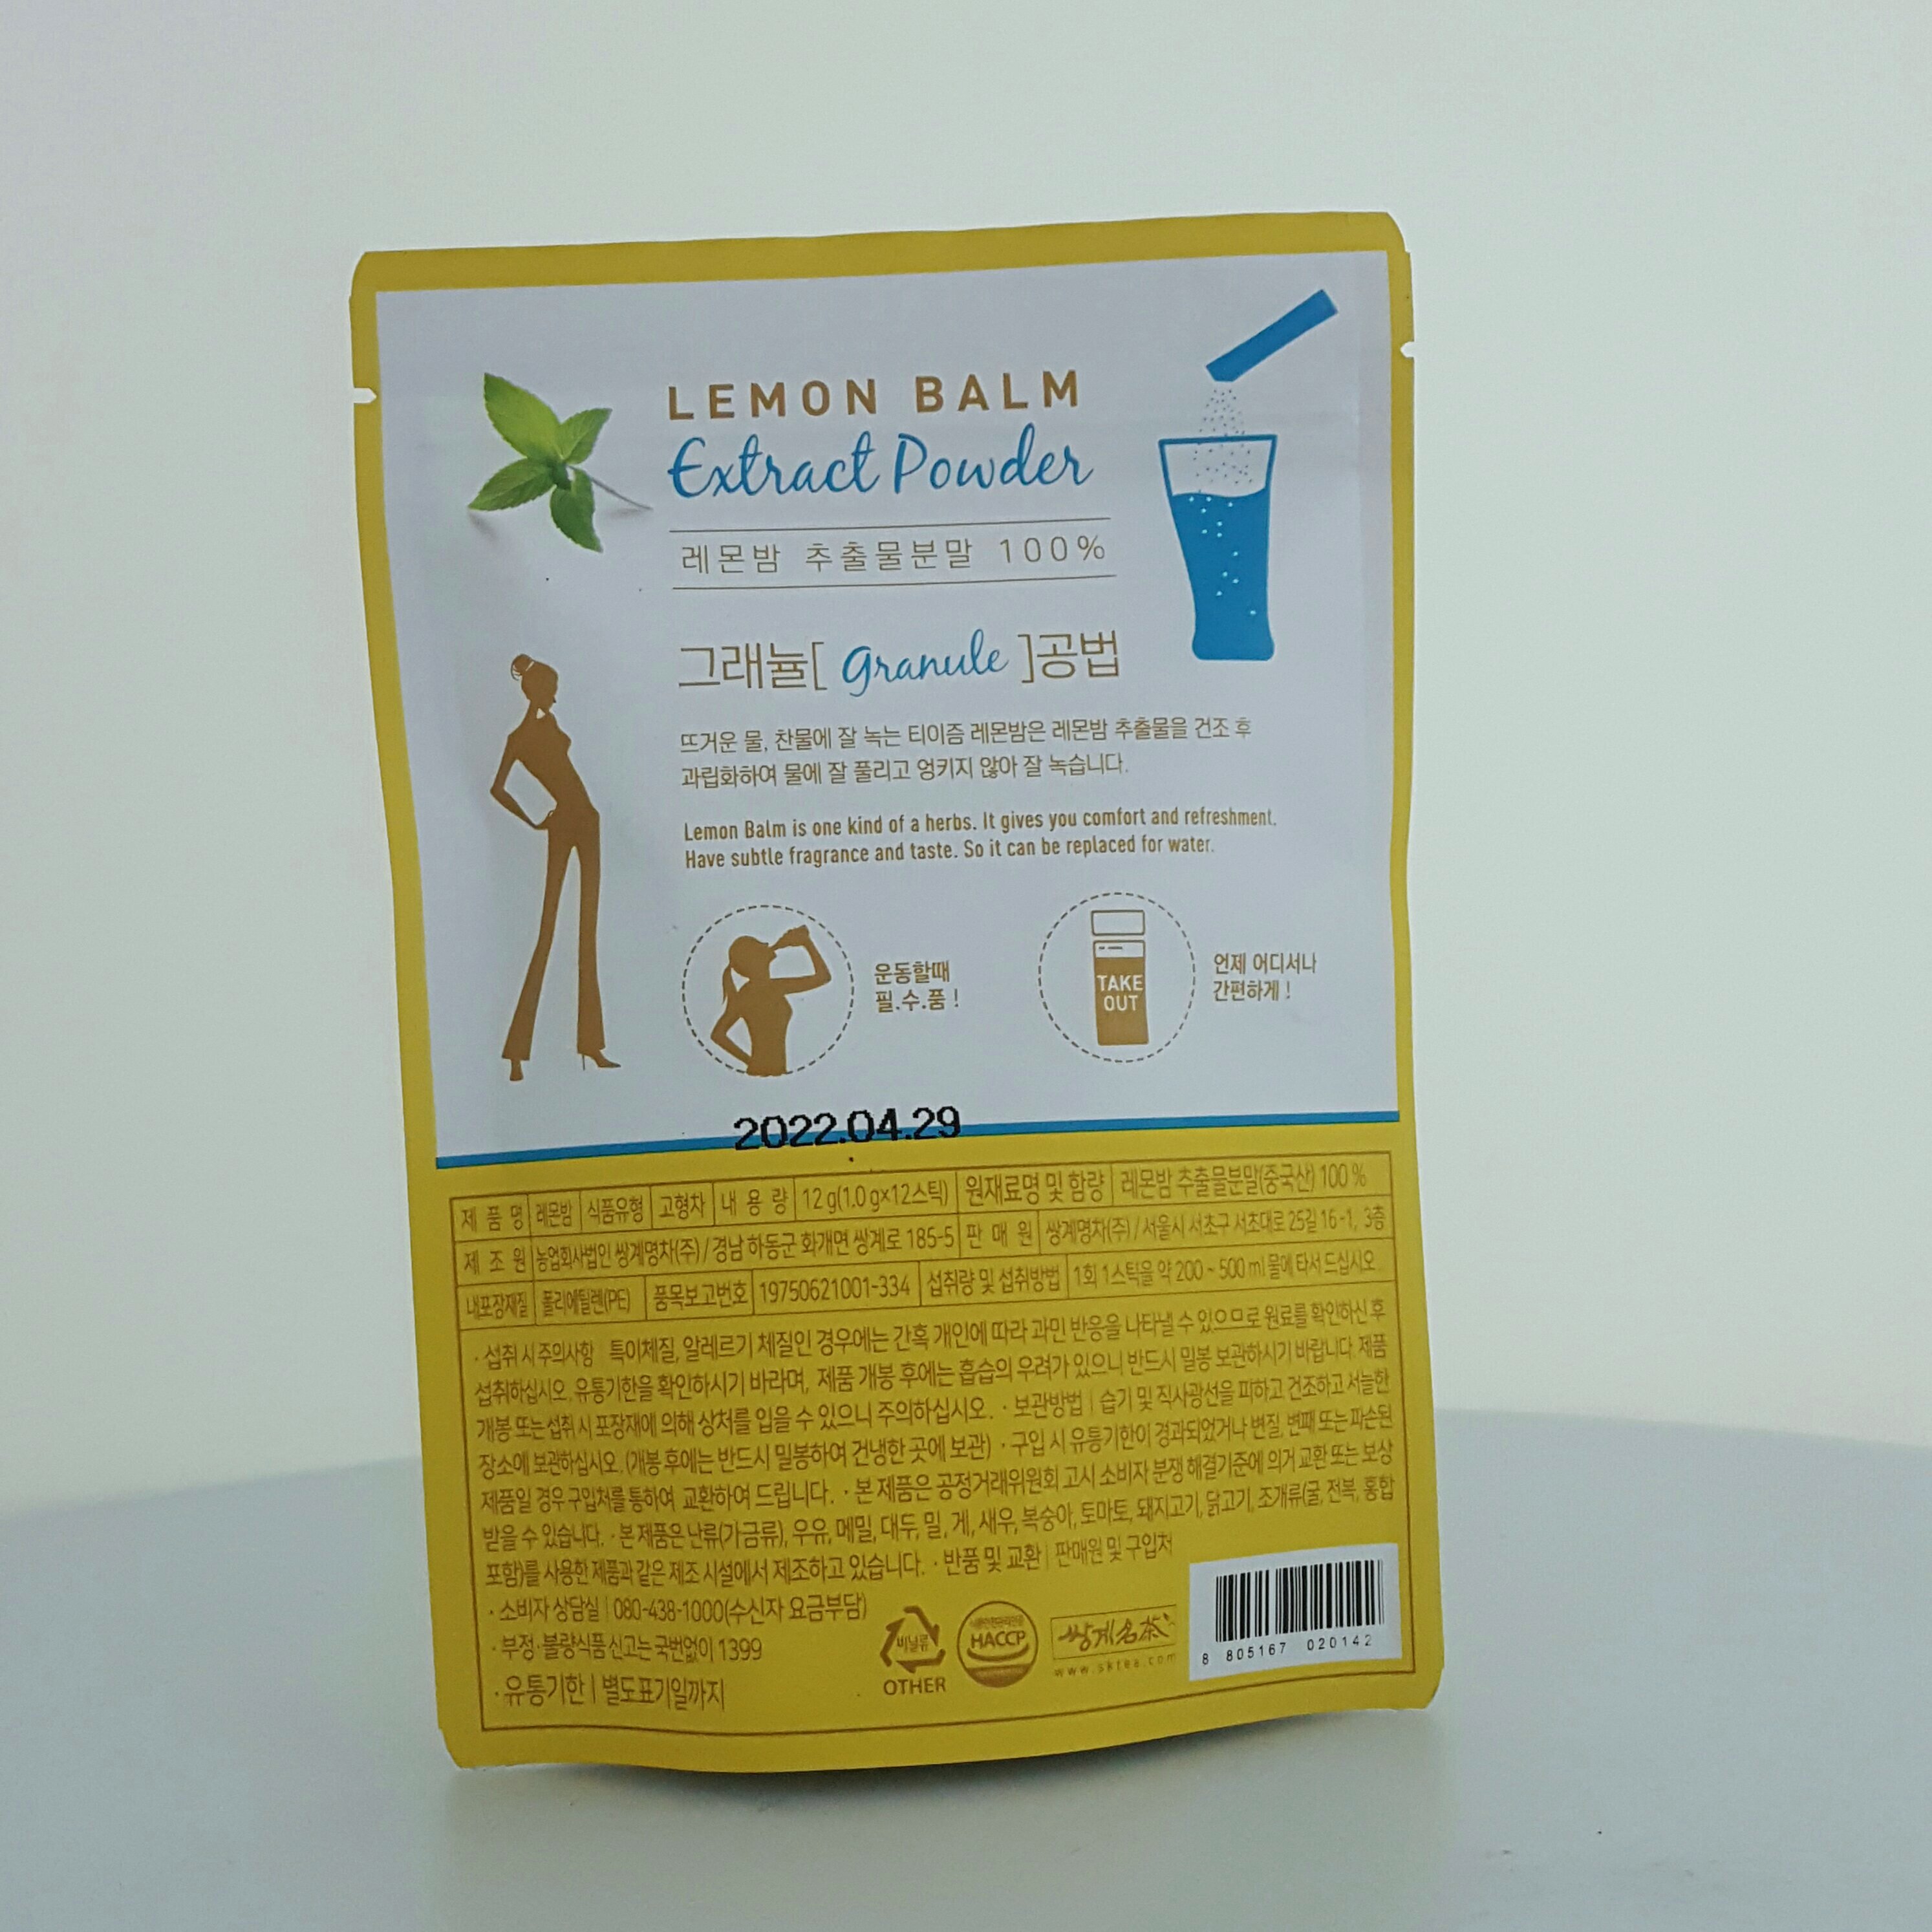 LEMON BALM
Extract Powder
레몬밤 추출물분말 100%
그래뉼[ Granule ]공법
뜨거운 물, 찬물에 잘 녹는 티이즘 레몬밤은 레몬밤 추출물을 건조 후
과립화하여 물에 잘 풀리고 엉키지 않아 잘 녹습니다.
Lemon Balm is one kind of a herbs. It gives you comfort and refreshment.
Have subtle fragrance and taste. So it can be replaced for water.
운동할때
필.수.품 !
TAKE
OUT
언제 어디서나
간편하게 !
2022.04.29
제 품 명 레몬밤 식품유형 고형차 내 용 량 12 g(1.0 g×12스틱) 원재료명 및 함량 레몬밤 추출물분말(중국산) 100 %
제 조 원 농업회사법인 쌍계명차(주) / 경남 하동군 화개면 쌍계로 185-5 판 매 원 쌍계명차(주) / 서울시 서초구 서초대로 25길 16-1, 3층
내포장재질 폴리에틸렌(PE) 품목보고번호 19750621001-334 섭취량 및 섭취방법 1회 1스틱을 약 200 ~ 500 ml 물에 타서 드십시오.
· 섭취 시 주의사항 특이체질, 알레르기 체질인 경우에는 간혹 개인에 따라 과민 반응을 나타낼 수 있으므로 원료를 확인하신 후
섭취하십시오. 유통기한을 확인하시기 바라며, 제품 개봉 후에는 흡습의 우려가 있으니 반드시 밀봉 보관하시기 바랍니다. 제품
개봉 또는 섭취 시 포장재에 의해 상처를 입을 수 있으니 주의하십시오. · 보관방법 | 습기 및 직사광선을 피하고 건조하고 서늘한
장소에 보관하십시오. (개봉 후에는 반드시 밀봉하여 건냉한 곳에 보관) · 구입 시 유통기한이 경과되었거나 변질, 변패 또는 파손된
제품일 경우 구입처를 통하여 교환하여 드립니다. · 본 제품은 공정거래위원회 고시 소비자 분쟁 해결기준에 의거 교환 또는 보상
받을 수 있습니다. · 본 제품은 난류(가금류), 우유, 메밀, 대두, 밀, 게, 새우, 복숭아, 토마토, 돼지고기, 닭고기, 조개류(굴, 전복, 홍합
포함)를 사용한 제품과 같은 제조 시설에서 제조하고 있습니다. · 반품 및 교환 | 판매원 및 구입처
· 소비자 상담실 | 080-438-1000(수신자 요금부담)
· 부정·불량식품 신고는 국번없이 1399
· 유통기한 | 별도표기일까지
비닐류
OTHER
HACCP
쌍계名茶
www.sktea.com
8 805167 020142